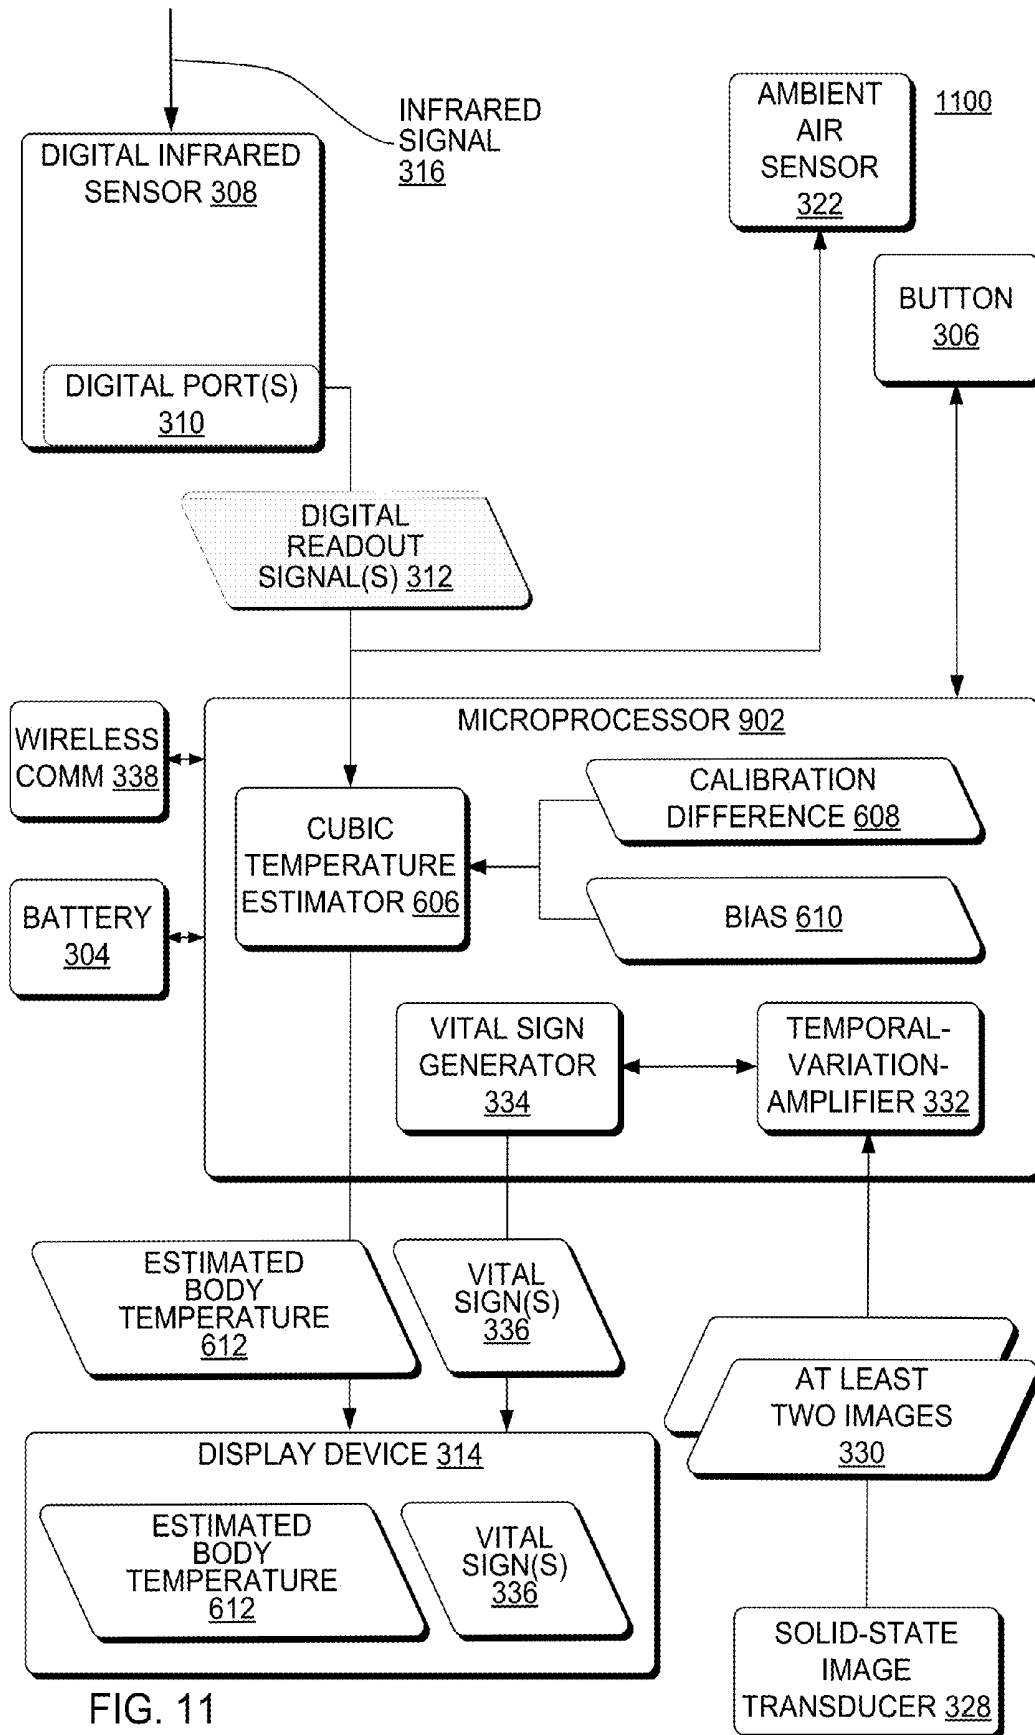 INFRARED
SIGNAL
316
DIGITAL INFRARED
SENSOR 308
DIGITAL PORT(S)
310
AMBIENT
AIR
SENSOR
322
1100
BUTTON
306
DIGITAL
READOUT
SIGNAL(S) 312
MICROPROCESSOR 902
WIRELESS
COMM 338
BATTERY
304
CUBIC
TEMPERATURE
ESTIMATOR 606
CALIBRATION
DIFFERENCE 608
BIAS 610
VITAL SIGN
GENERATOR
334
TEMPORAL-
VARIATION-
AMPLIFIER 332
ESTIMATED
BODY
TEMPERATURE
612
VITAL
SIGN(S)
336
AT LEAST
TWO IMAGES
330
DISPLAY DEVICE 314
ESTIMATED
BODY
TEMPERATURE
612
VITAL
SIGN(S)
336
SOLID-STATE
IMAGE
TRANSDUCER 328
FIG. 11